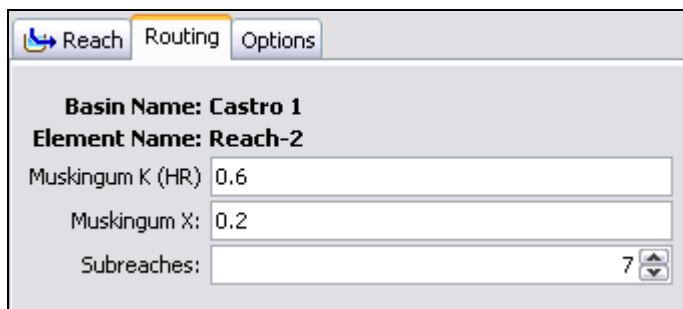 Reach Routing Options
Basin Name: Castro 1
Element Name: Reach-2
Muskingum K (HR) 0.6
Muskingum X: 0.2
Subreaches: 7